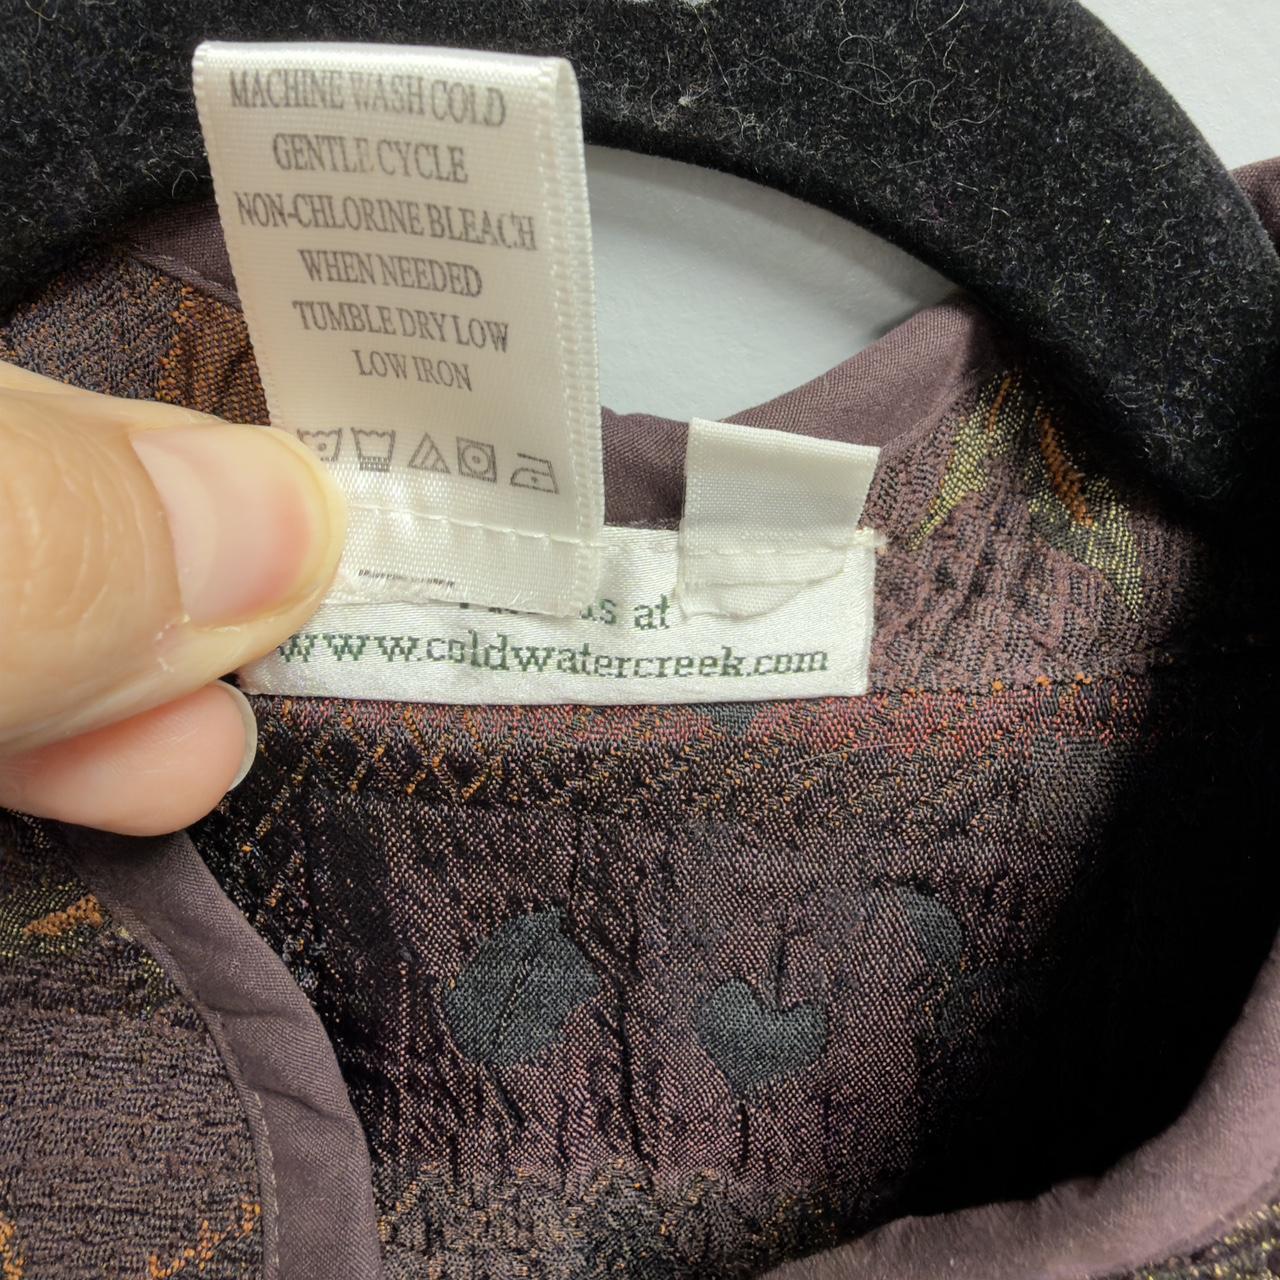 MACHINE WASH COLD
GENTLE CYCLE
NON-CHLORINE BLEACH
WHEN NEEDED
TUMBLE DRY LOW
LOW IRON
us at
www.coldwatercreek.com